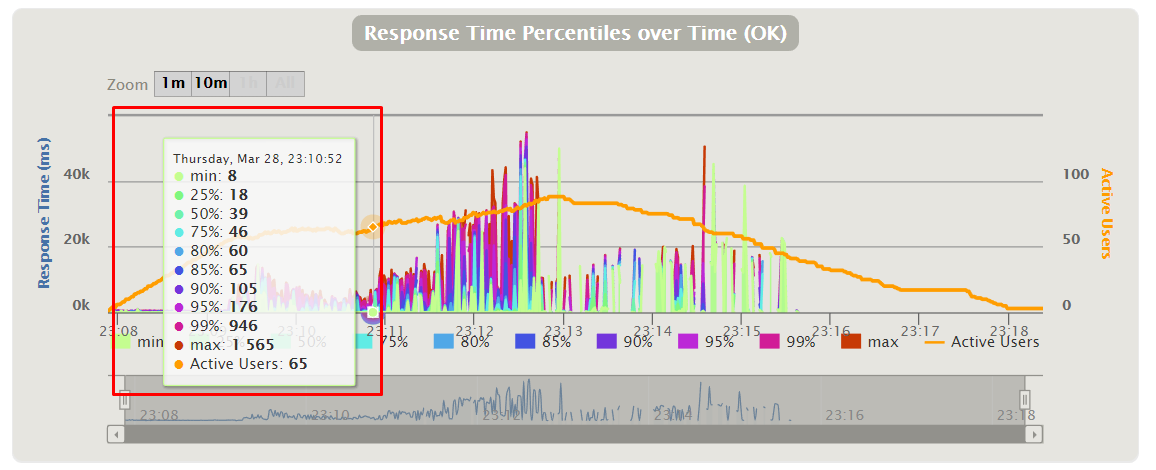 Response Time Percentiles over Time (OK)
Zoom 1m 10m 1h All
Response Time (ms)
40k
20k
0k
100
50
0
Active Users
Thursday, Mar 28, 23:10:52
min: 8
25%: 18
50%: 39
75%: 46
80%: 60
85%: 65
90%: 105
95%: 176
99%: 946
max: 1 565
Active Users: 65
23:08 23:10 23:11 23:12 23:13 23:14 23:15 23:16 23:17 23:18
min 50% 75% 80% 85% 90% 95% 99% max Active Users
23:08 23:10 23:12 23:14 23:16 23:18